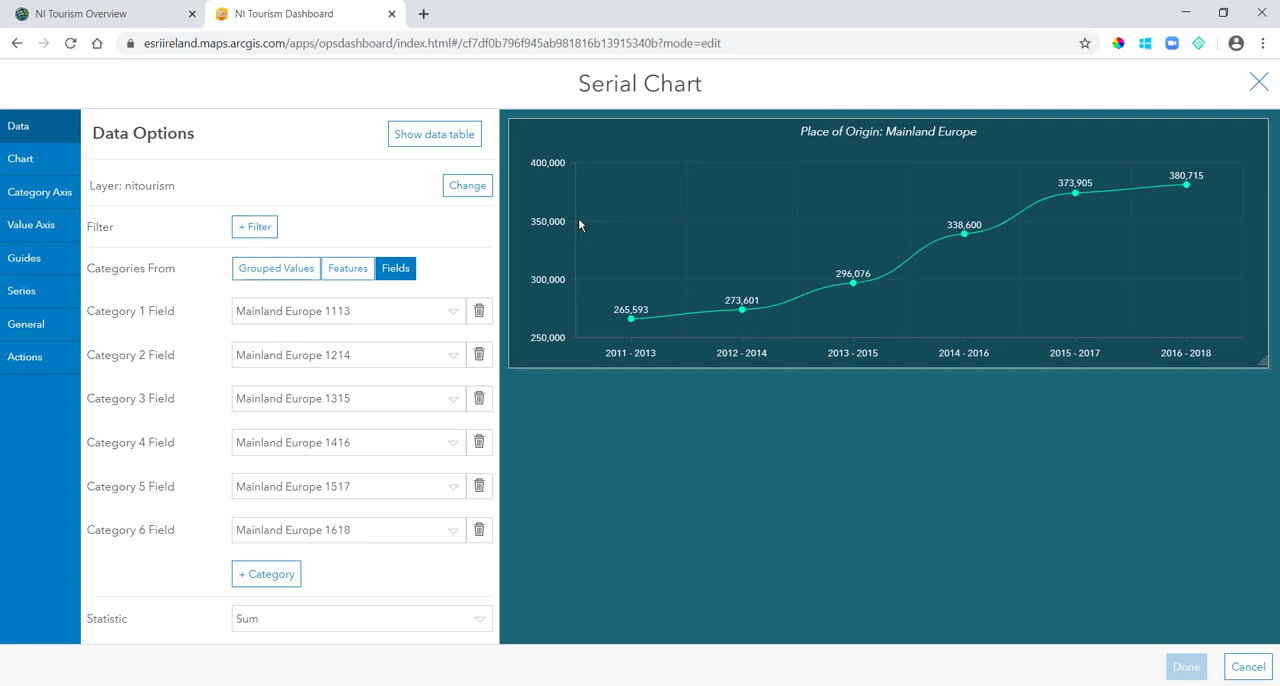 NI Tourism Overview
NI Tourism Dashboard
esriireland.maps.arcgis.com/apps/opsdashboard/index.html#/cf7df0b796f945ab981816b13915340b?mode=edit
Serial Chart
Data
Chart
Category Axis
Value Axis
Guides
Series
General
Actions
Data Options
Show data table
Layer: nitourism
Change
Filter
+ Filter
Categories From
Grouped Values
Features
Fields
Category 1 Field
Mainland Europe 1113
Category 2 Field
Mainland Europe 1214
Category 3 Field
Mainland Europe 1315
Category 4 Field
Mainland Europe 1416
Category 5 Field
Mainland Europe 1517
Category 6 Field
Mainland Europe 1618
+ Category
Statistic
Sum
Place of Origin: Mainland Europe
400,000
350,000
300,000
250,000
265,593
273,601
296,076
338,600
373,905
380,715
2011 - 2013
2012 - 2014
2013 - 2015
2014 - 2016
2015 - 2017
2016 - 2018
Done
Cancel